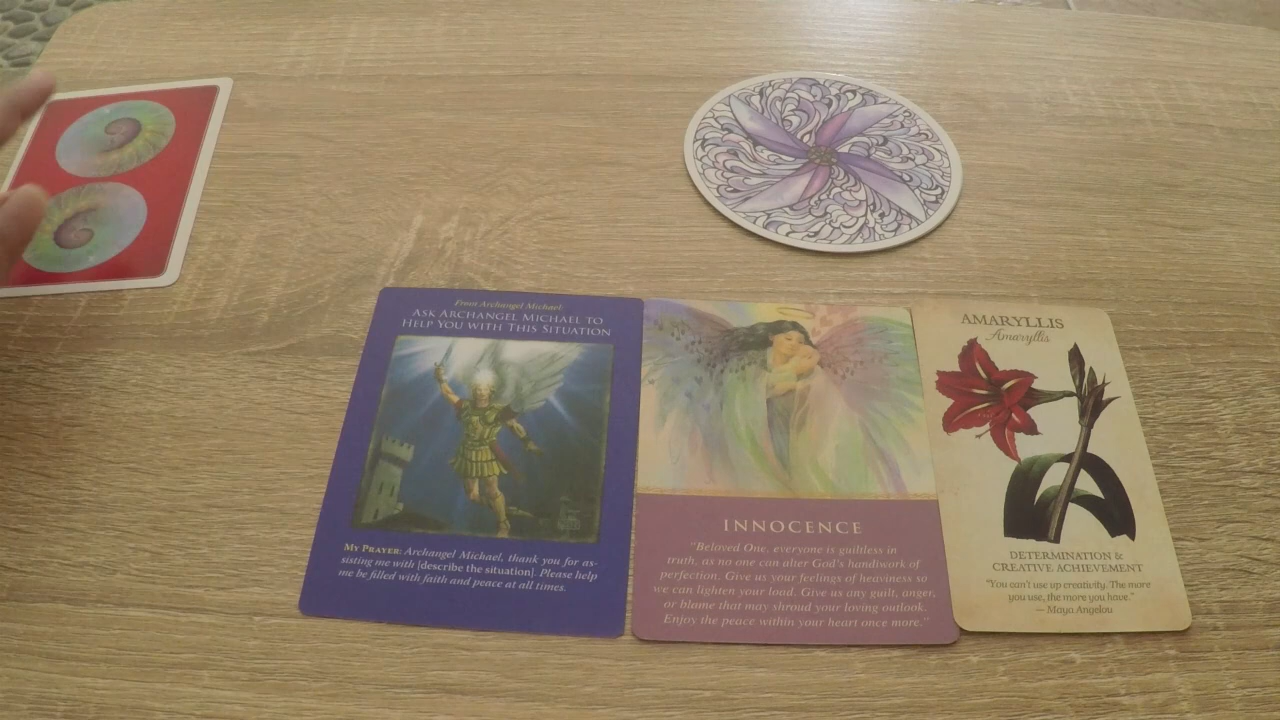 From Archangel Michael:
ASK ARCHANGEL MICHAEL TO
HELP YOU WITH THIS SITUATION
MY PRAYER: Archangel Michael, thank you for as-
sisting me with [describe the situation]. Please help
me be filled with faith and peace at all times.
INNOCENCE
"Beloved One, everyone is guiltless in
truth, as no one can alter God's handiwork of
perfection. Give us your feelings of heaviness so
we can lighten your load. Give us any guilt, anger,
or blame that may shroud your loving outlook.
Enjoy the peace within your heart once more."
AMARYLLIS
Amaryllis
DETERMINATION &
CREATIVE ACHIEVEMENT
"You can't use up creativity. The more
you use, the more you have."
— Maya Angelou